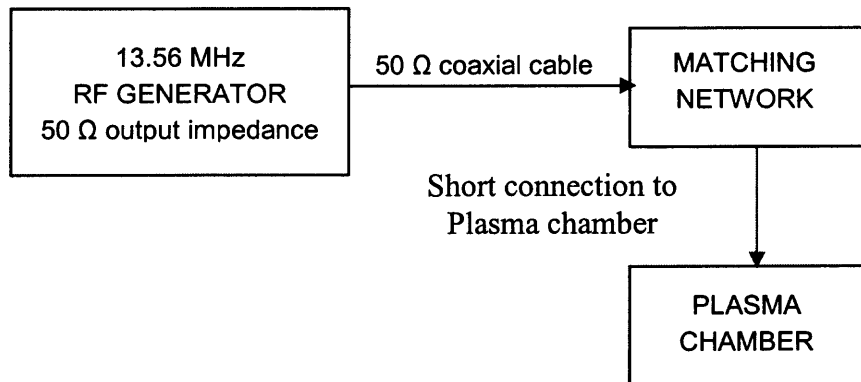 13.56 MHz
RF GENERATOR
50 Ω output impedance
50 Ω coaxial cable
MATCHING
NETWORK
Short connection to
Plasma chamber
PLASMA
CHAMBER